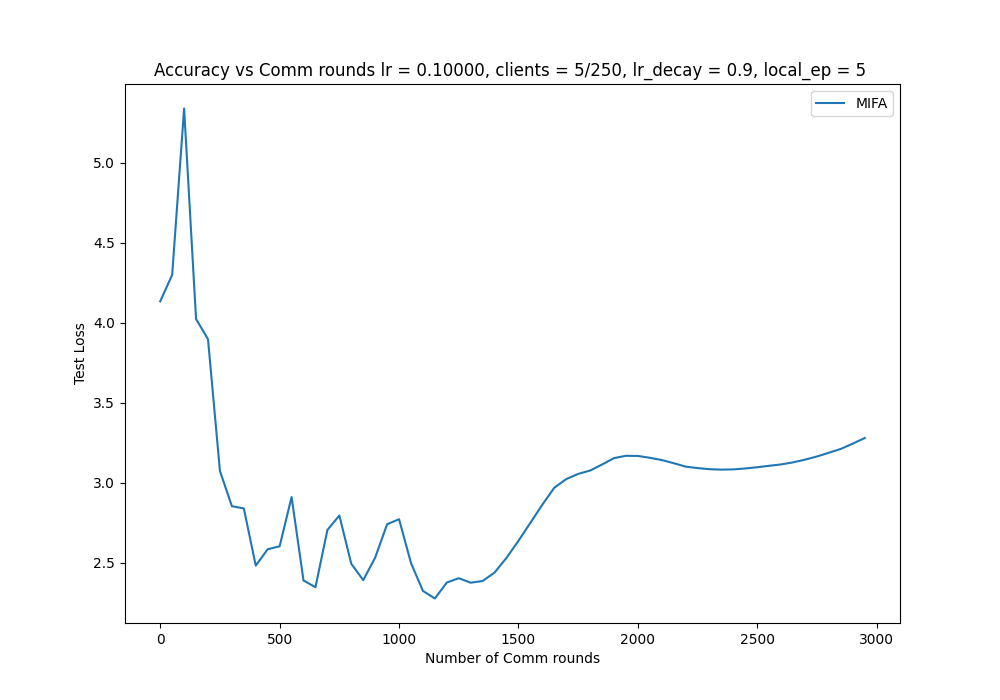 Accuracy vs Comm rounds lr = 0.10000, clients = 5/250, lr_decay = 0.9, local_ep = 5
MIFA
5.0
4.5
4.0
3.5
3.0
2.5
Test Loss
0 500 1000 1500 2000 2500 3000
Number of Comm rounds